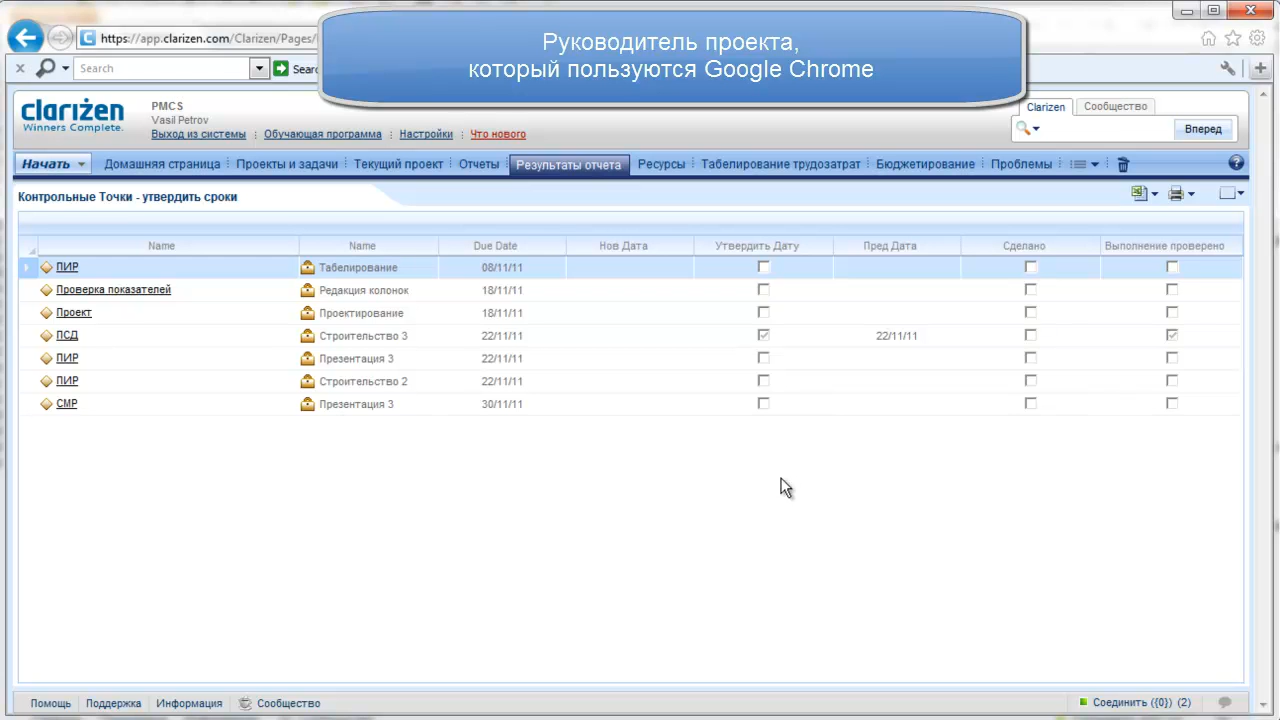 Руководитель проекта,
который пользуются Google Chrome
https://app.clarizen.com/Clarizen/Pages/
Search
clarizen
Winners Complete.
PMCS
Vasil Petrov
Выход из системы Обучающая программа Настройки Что нового
Clarizen Сообщество
Вперед
Начать Домашняя страница Проекты и задачи Текущий проект Отчеты Результаты отчета Ресурсы Табелирование трудозатрат Бюджетирование Проблемы
Контрольные Точки - утвердить сроки
Name Name Due Date Нов Дата Утвердить Дату Пред Дата Сделано Выполнение проверено
ПИР Табелирование 08/11/11
Проверка показателей Редакция колонок 18/11/11
Проект Проектирование 18/11/11
ПСД Строительство 3 22/11/11 22/11/11
ПИР Презентация 3 22/11/11
ПИР Строительство 2 22/11/11
СМР Презентация 3 30/11/11
Помощь Поддержка Информация Сообщество Соединить ({0}) (2)